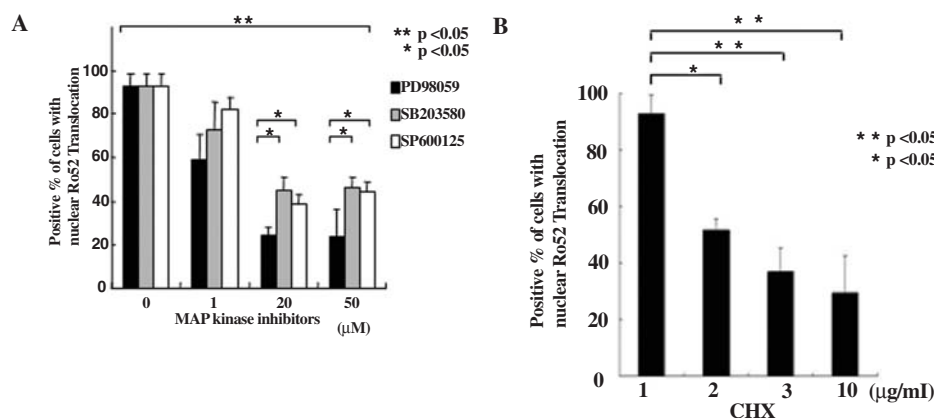 A
**
** p <0.05
* p <0.05
PD98059
SB203580
SP600125
*
*
*
*
Positive % of cells with
nuclear Ro52 Translocation
100
80
60
40
20
0
0 1 20 50
MAP kinase inhibitors (μM)
B
* *
* *
*
* * p <0.05
* p <0.05
Positive % of cells with
nuclear Ro52 Translocation
100
80
60
40
20
0
1 2 3 10 (μg/ml)
CHX